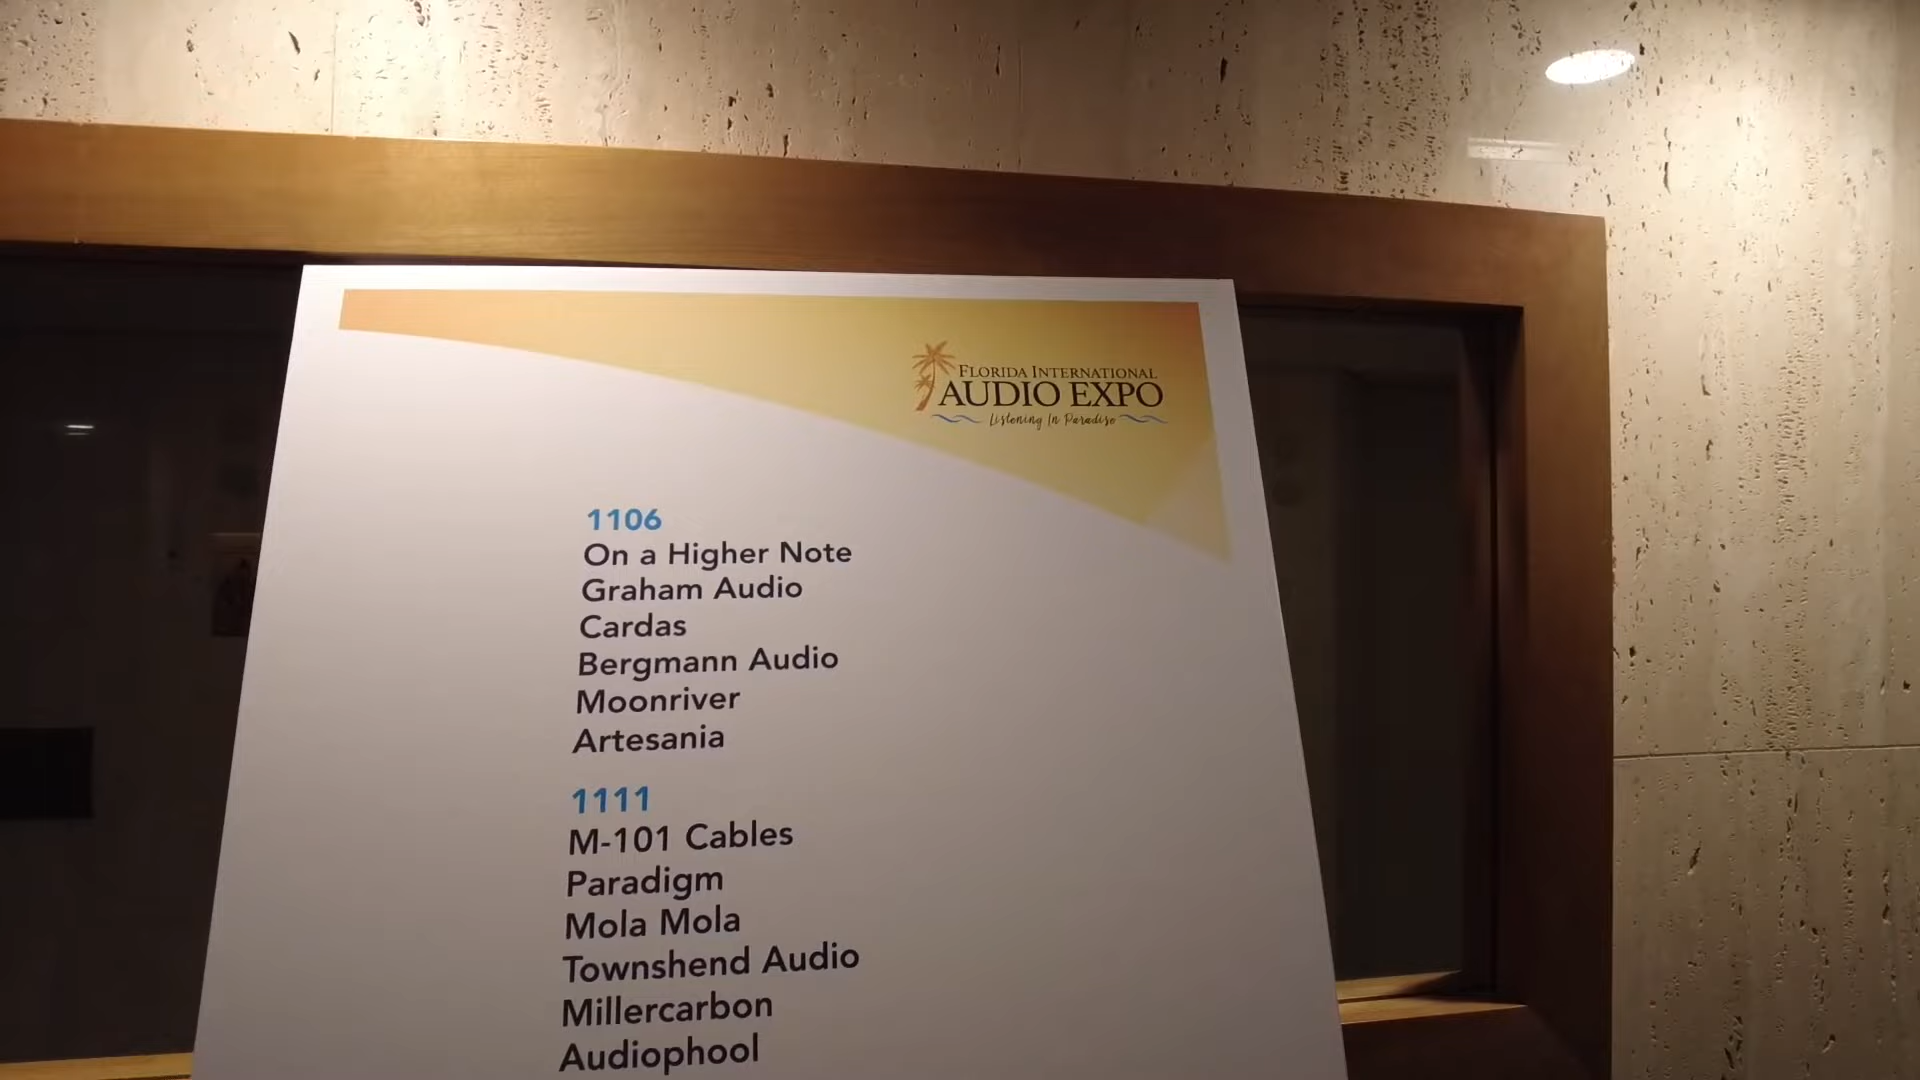 FLORIDA INTERNATIONAL
AUDIO EXPO
Listening In Paradise
1106
On a Higher Note
Graham Audio
Cardas
Bergmann Audio
Moonriver
Artesania
1111
M-101 Cables
Paradigm
Mola Mola
Townshend Audio
Millercarbon
Audiophool